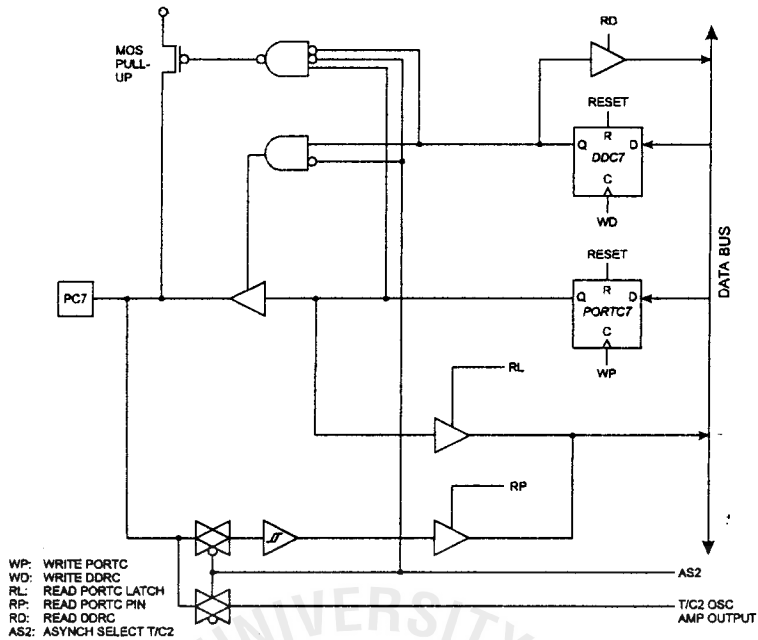 RD
MOS
PULL-
UP
RESET
R
Q
D
DDC7
C
WD
DATA BUS
RESET
R
Q
D
PORTC7
C
WP
PC7
RL
RP
WP: WRITE PORTC
WD: WRITE DDRC
RL: READ PORTC LATCH
RP: READ PORTC PIN
RD: READ DDRC
AS2: ASYNCH SELECT T/C2
AS2
T/C2 OSC
AMP OUTPUT
UNIVERSITY